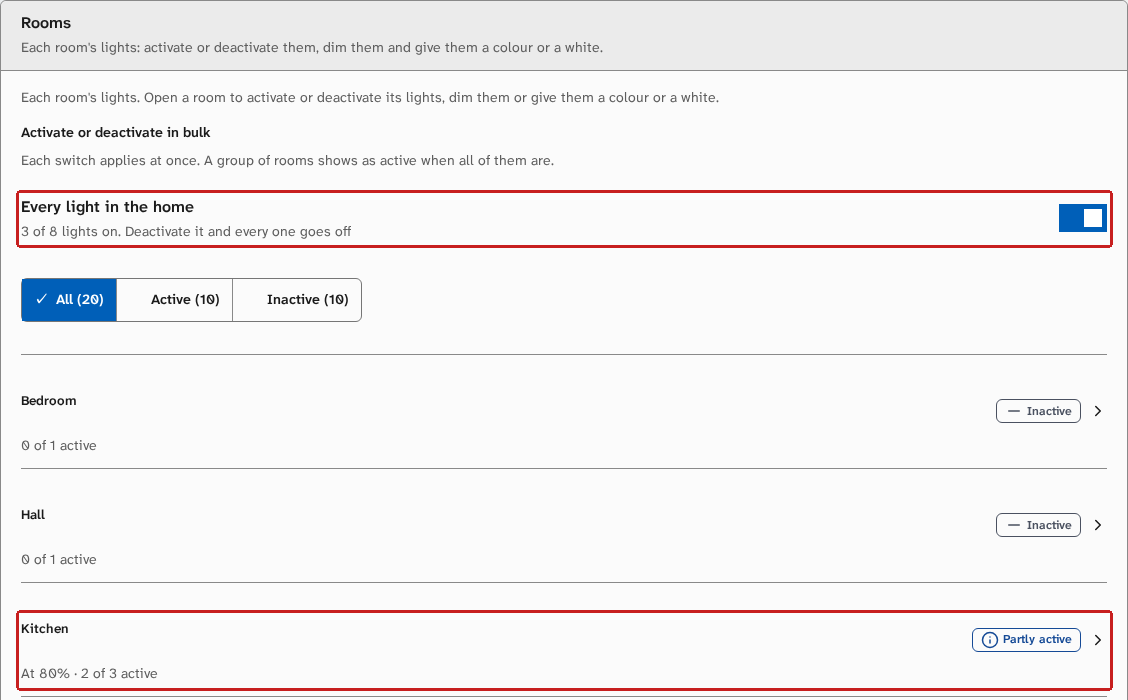 Rooms
Each room's lights: activate or deactivate them, dim them and give them a colour or a white.
Each room's lights. Open a room to activate or deactivate its lights, dim them or give them a colour or a white.
Activate or deactivate in bulk
Each switch applies at once. A group of rooms shows as active when all of them are.
Every light in the home
3 of 8 lights on. Deactivate it and every one goes off
✓ All (20) Active (10) Inactive (10)
Bedroom
— Inactive
0 of 1 active
Hall
— Inactive
0 of 1 active
Kitchen
Partly active
At 80% · 2 of 3 active